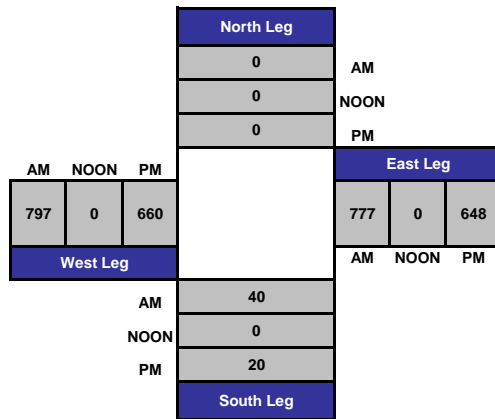 North Leg
0 AM
0 NOON
0 PM
AM NOON PM East Leg
797 0 660 777 0 648
West Leg AM NOON PM
AM 40
NOON 0
PM 20
South Leg